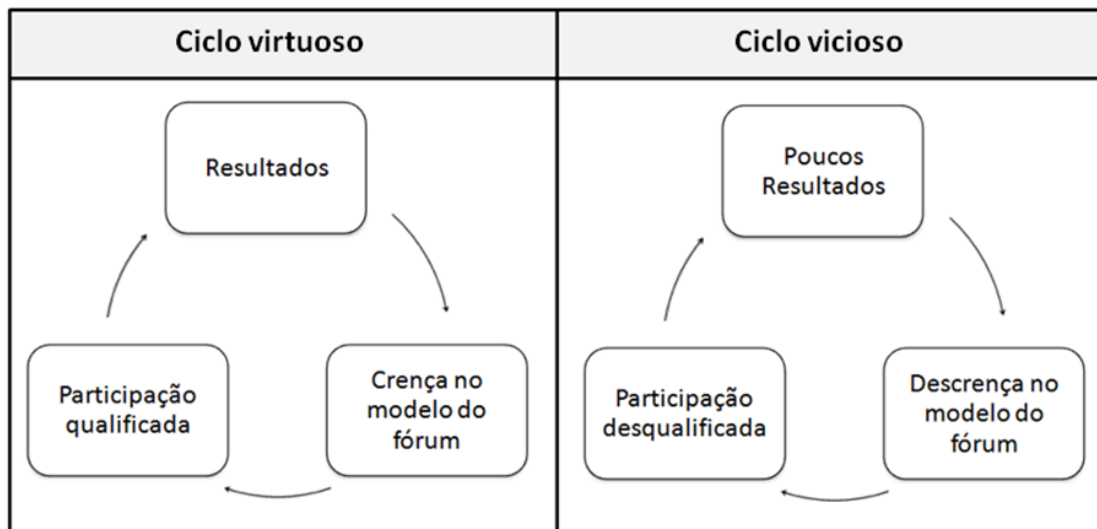 Ciclo virtuoso
Resultados
Participação
qualificada
Crença no
modelo do
fórum
Ciclo vicioso
Poucos
Resultados
Participação
desqualificada
Descrença no
modelo do
fórum